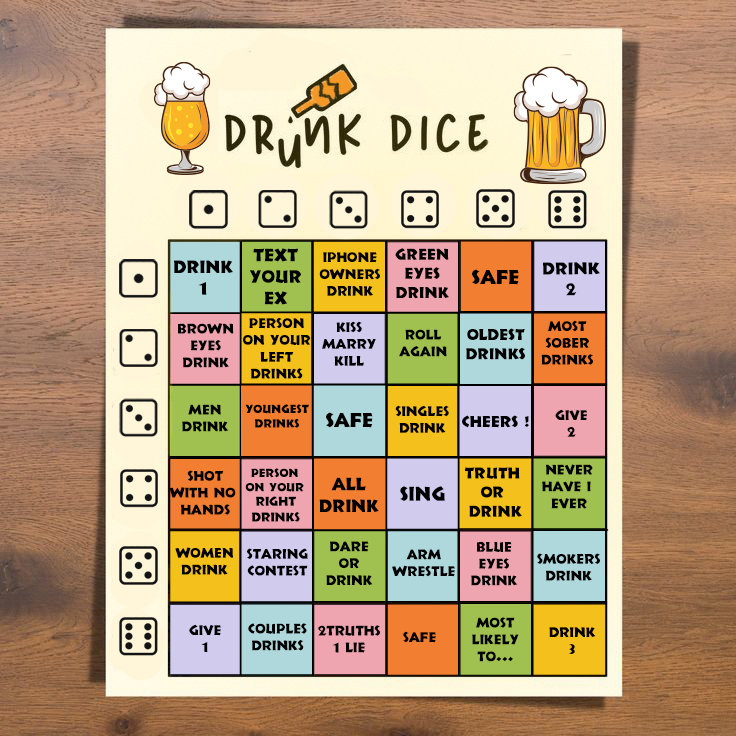 DRUNK DICE
DRINK
1
TEXT
YOUR
EX
IPHONE
OWNERS
DRINK
GREEN
EYES
DRINK
SAFE
DRINK
2
BROWN
EYES
DRINK
PERSON
ON YOUR
LEFT
DRINKS
KISS
MARRY
KILL
ROLL
AGAIN
OLDEST
DRINKS
MOST
SOBER
DRINKS
MEN
DRINK
YOUNGEST
DRINKS
SAFE
SINGLES
DRINK
CHEERS !
GIVE
2
SHOT
WITH NO
HANDS
PERSON
ON YOUR
RIGHT
DRINKS
ALL
DRINK
SING
TRUTH
OR
DRINK
NEVER
HAVE I
EVER
WOMEN
DRINK
STARING
CONTEST
DARE
OR
DRINK
ARM
WRESTLE
BLUE
EYES
DRINK
SMOKERS
DRINK
GIVE
1
COUPLES
DRINKS
2TRUTHS
1 LIE
SAFE
MOST
LIKELY
TO...
DRINK
3